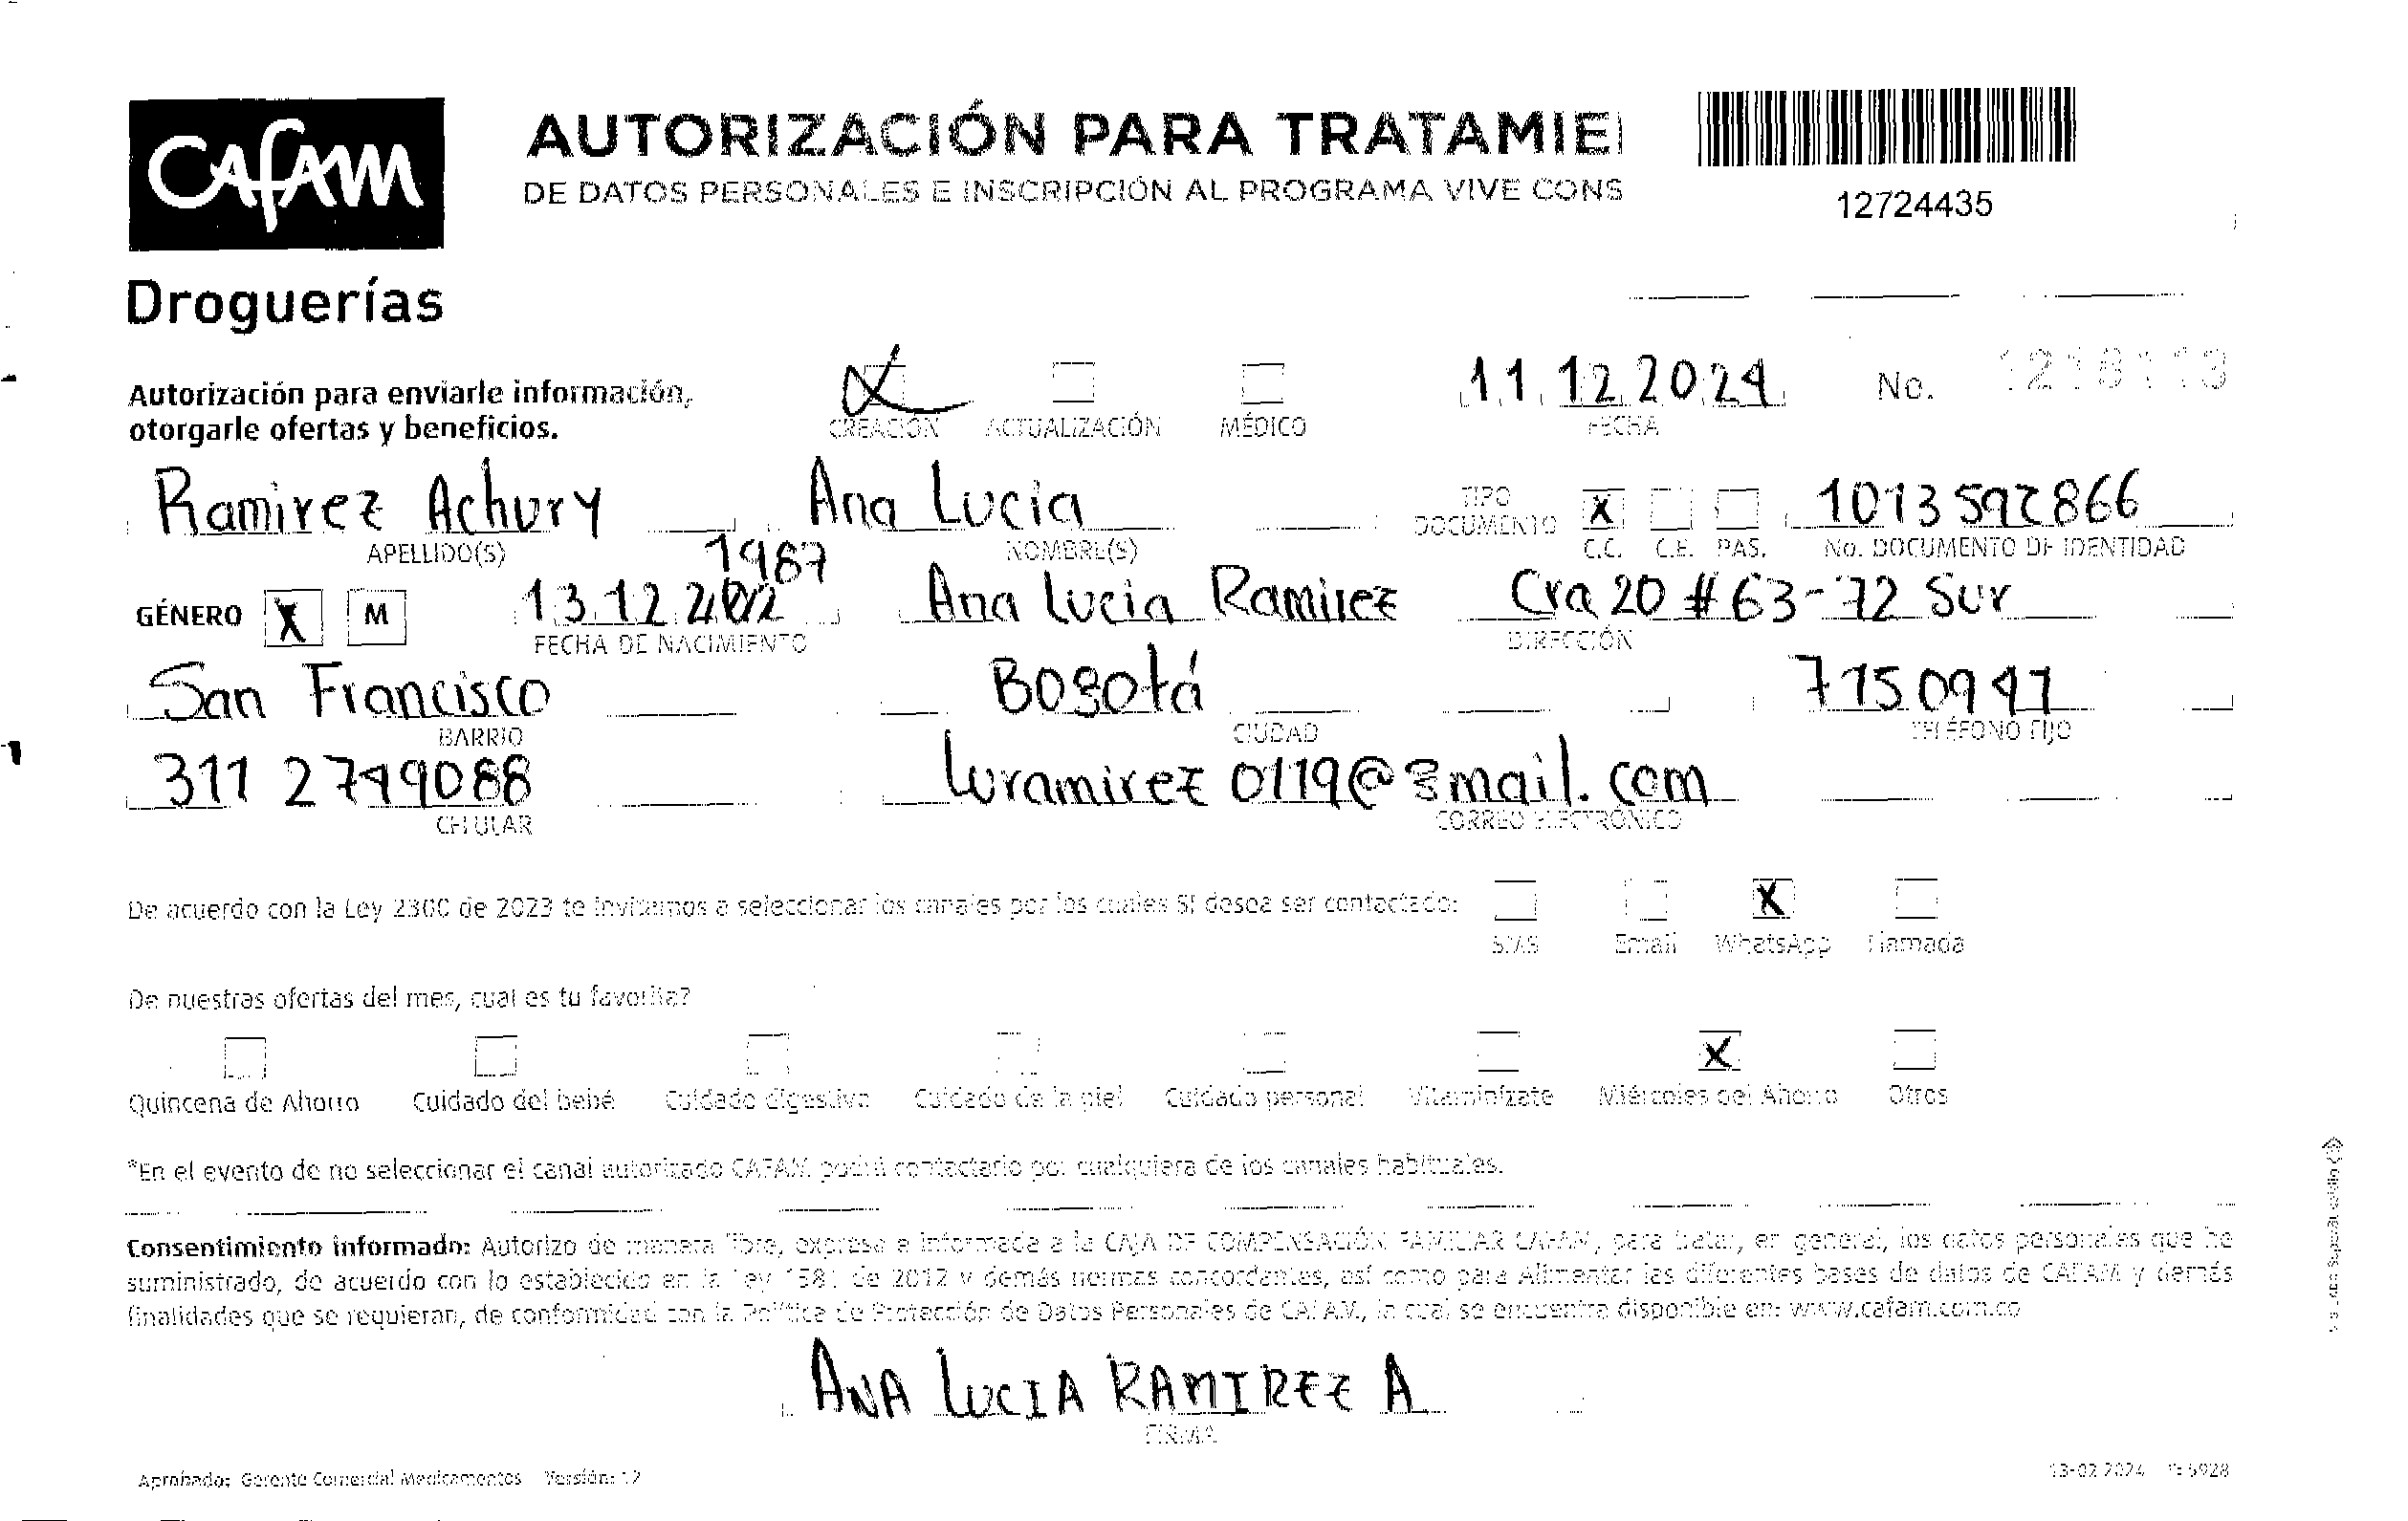 CAFAM
Droguerías
AUTORIZACIÓN PARA TRATAMIE
DE DATOS PERSONALES E INSCRIPCIÓN AL PROGRAMA VIVE CONS
12724435
Autorización para enviarle información,
otorgarle ofertas y beneficios.
CREACIÓN ACTUALIZACIÓN MÉDICO
11 12 2024
FECHA
No. 1218113
Ramirez Achury Ana Lucia
APELLIDO(S) NOMBRE(S)
TIPO
DOCUMENTO
X
C.C. C.E. PAS.
1013592866
No. DOCUMENTO DE IDENTIDAD
GÉNERO X M
1987
13 12
FECHA DE NACIMIENTO
Ana Lucia Ramirez Cra 20 # 63-72 Sur
DIRECCIÓN
San Francisco Bogotá 7150997
BARRIO CIUDAD TELÉFONO FIJO
311 2799088 luramirez0119@gmail.com
CELULAR CORREO ELECTRÓNICO
De acuerdo con la Ley 2300 de 2023 te invitamos a seleccionar los canales por los cuales SI desea ser contactado:
X
SMS Email WhatsApp Llamada
De nuestras ofertas del mes, cual es tu favorita?
X
Quincena de Ahorro Cuidado del bebé Cuidado digestivo Cuidado de la piel Cuidado personal Vitaminízate Miércoles del Ahorro Otros
*En el evento de no seleccionar el canal autorizado CAFAM podrá contactarlo por cualquiera de los canales habituales.
Consentimiento informado: Autorizo de manera libre, expresa e informada a la CAJA DE COMPENSACIÓN FAMILIAR CAFAM, para tratar, en general, los datos personales que he
suministrado, de acuerdo con lo establecido en la Ley 1581 de 2012 y demás normas concordantes, así como para Alimentar las diferentes bases de datos de CAFAM y demás
finalidades que se requieran, de conformidad con la Política de Protección de Datos Personales de CAFAM, la cual se encuentra disponible en: www.cafam.com.co
ANA LUCIA RAMIREZ A
FIRMA
Aprobado: Gerente Comercial Medicamentos Versión: 12
13-02 2024